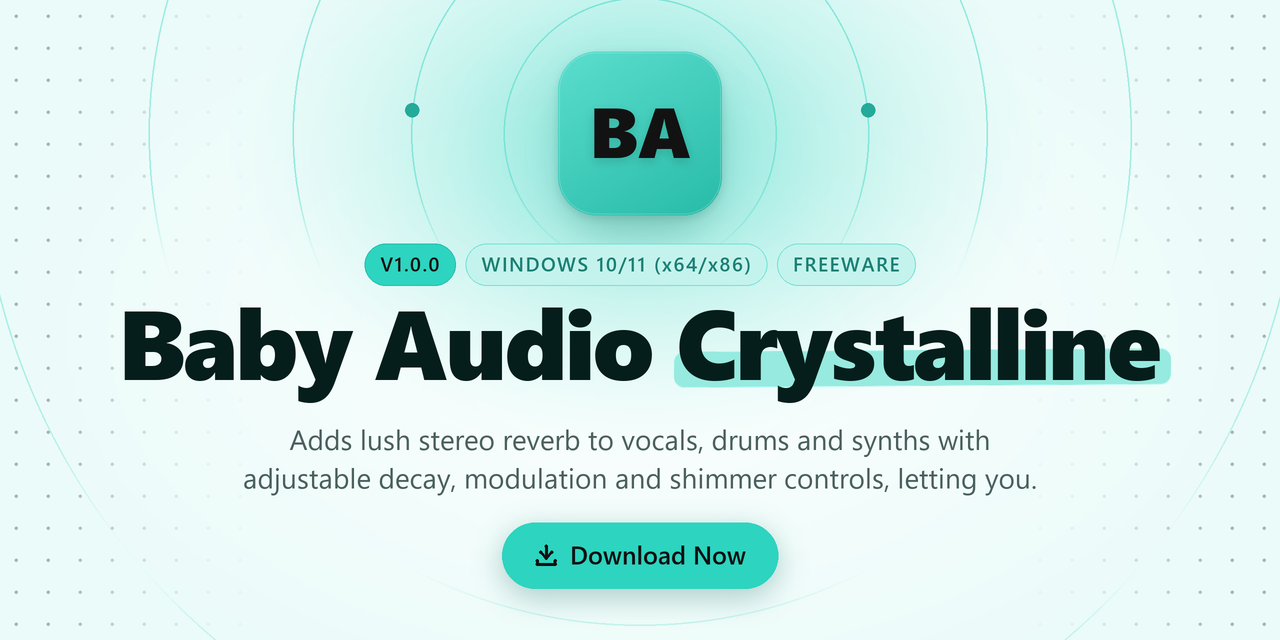 BA
V1.0.0
WINDOWS 10/11 (x64/x86)
FREEWARE
Baby Audio Crystalline
Adds lush stereo reverb to vocals, drums and synths with
adjustable decay, modulation and shimmer controls, letting you.
Download Now